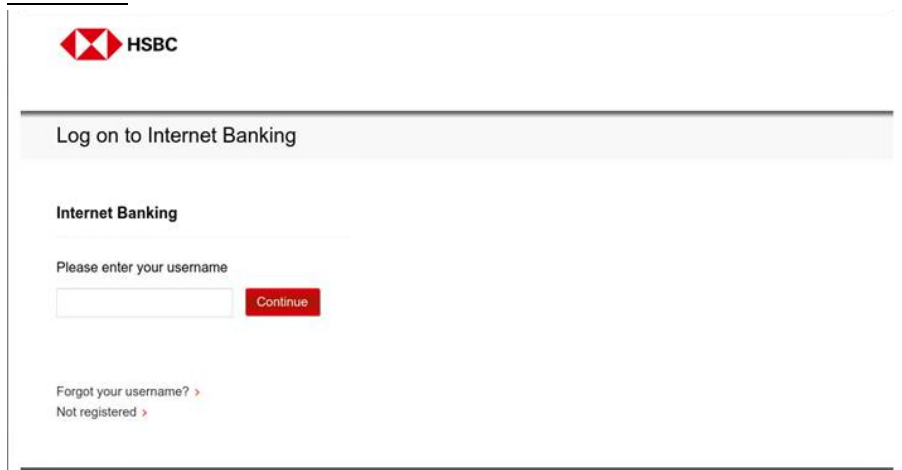 HSBC
Log on to Internet Banking
Internet Banking
Please enter your username
Continue
Forgot your username? >
Not registered >